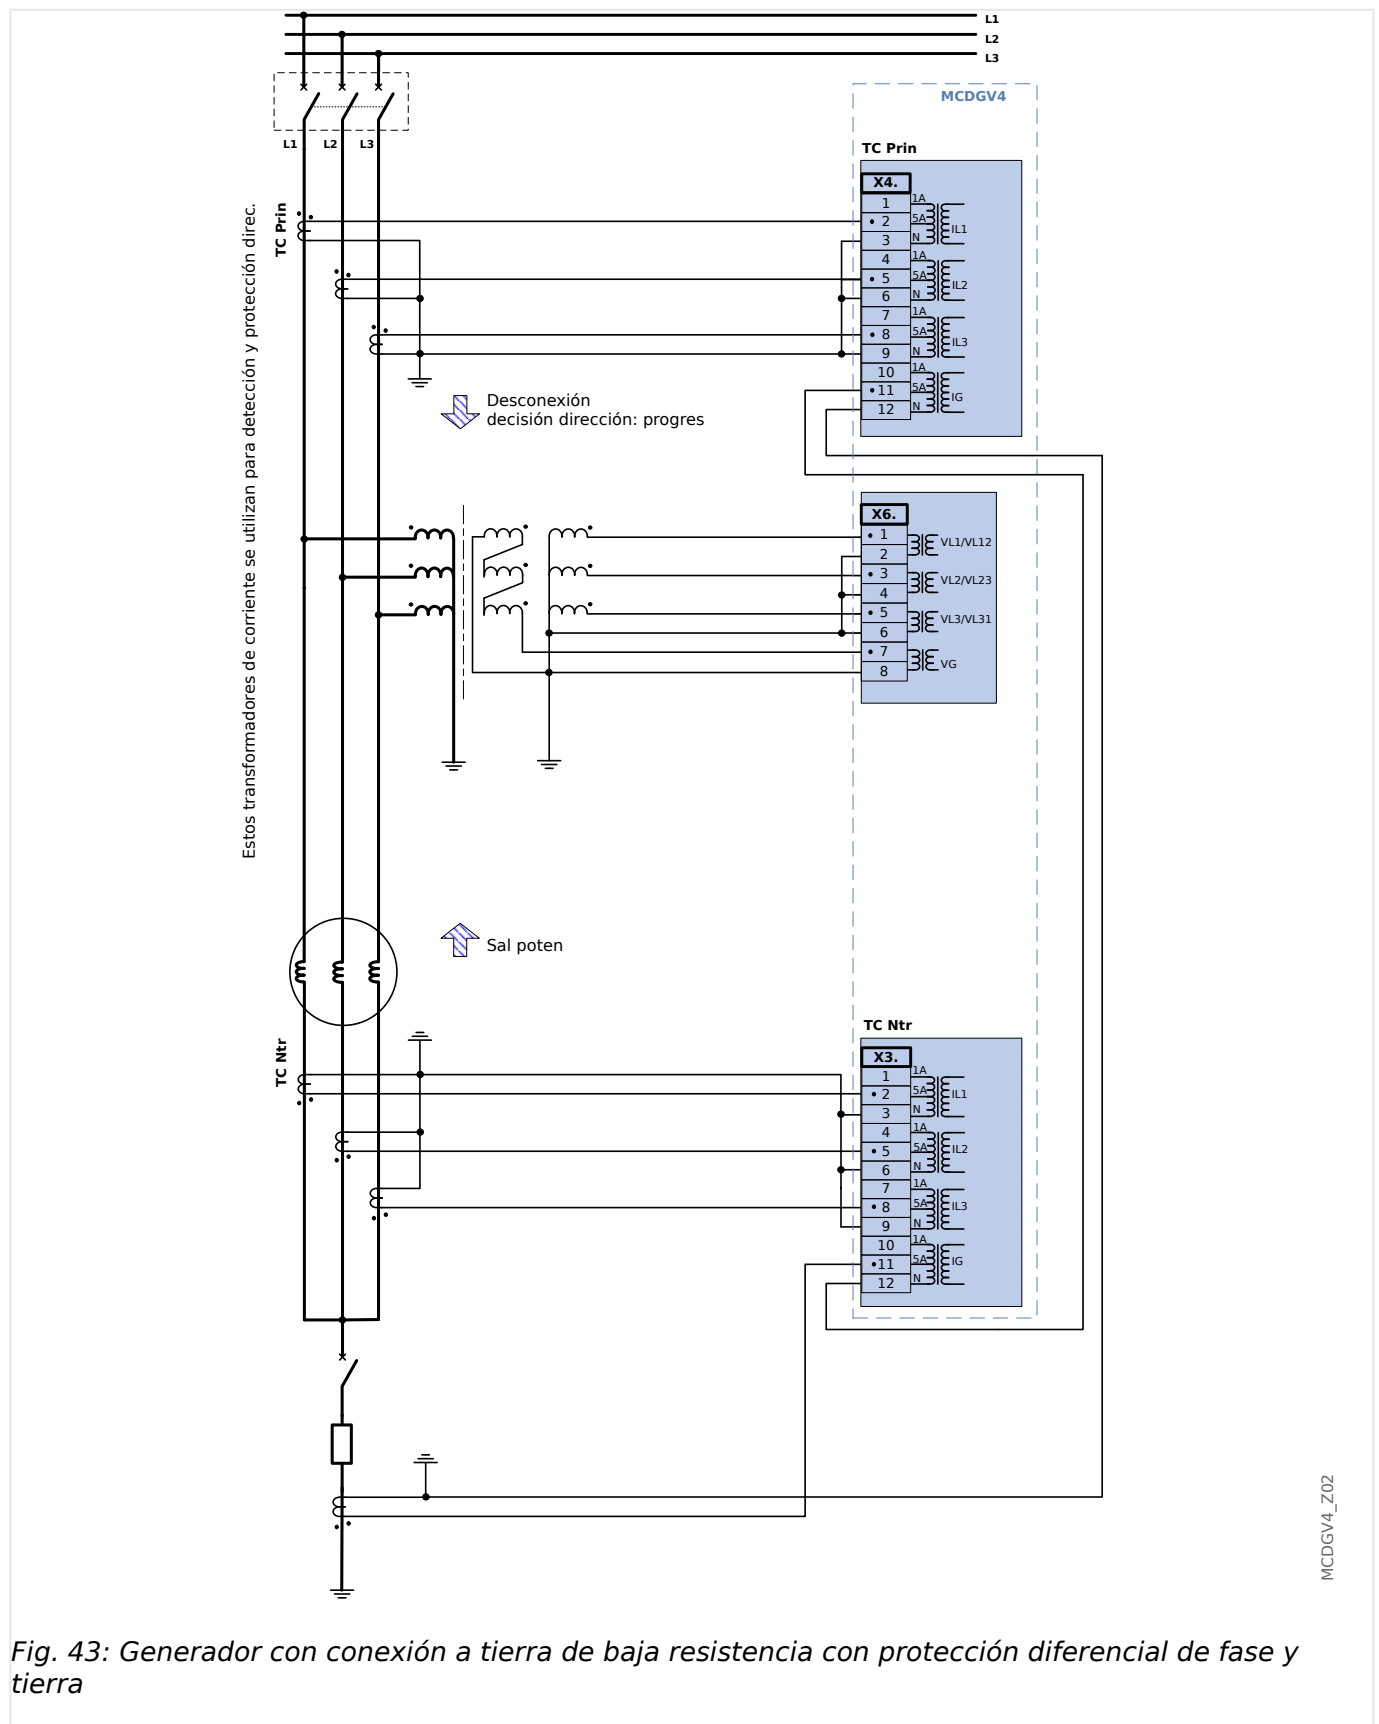 L1
L2
L3
MCDGV4
L1 L2 L3
TC Prin
Estos transformadores de corriente se utilizan para detección y protección direc.
TC Prin
X4.
1 1A
2 5A IL1
3 N
4 1A
5 5A IL2
6 N
7 1A
8 5A IL3
9 N
10 1A
11 5A IG
12 N
Desconexión
decisión dirección: progres
X6.
1 VL1/VL12
2
3 VL2/VL23
4
5 VL3/VL31
6
7 VG
8
Sal poten
TC Ntr
TC Ntr
X3.
1 1A
2 5A IL1
3 N
4 1A
5 5A IL2
6 N
7 1A
8 5A IL3
9 N
10 1A
11 5A IG
12 N
MCDGV4_Z02
Fig. 43: Generador con conexión a tierra de baja resistencia con protección diferencial de fase y
tierra